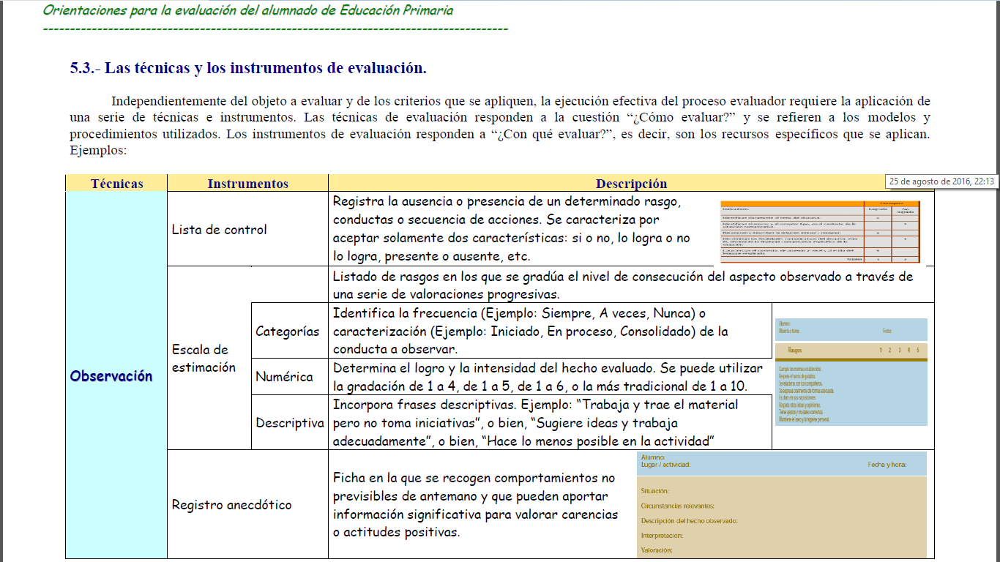 Orientaciones para la evaluación del alumnado de Educación Primaria
5.3.- Las técnicas y los instrumentos de evaluación.
Independientemente del objeto a evaluar y de los criterios que se apliquen, la ejecución efectiva del proceso evaluador requiere la aplicación de
una serie de técnicas e instrumentos. Las técnicas de evaluación responden a la cuestión “¿Cómo evaluar?” y se refieren a los modelos y
procedimientos utilizados. Los instrumentos de evaluación responden a “¿Con qué evaluar?”, es decir, son los recursos específicos que se aplican.
Ejemplos:
Técnicas Instrumentos Descripción
25 de agosto de 2016, 22:13
Observación
Lista de control
Registra la ausencia o presencia de un determinado rasgo,
conductas o secuencia de acciones. Se caracteriza por
aceptar solamente dos características: si o no, lo logra o no
lo logra, presente o ausente, etc.
Escala de
estimación
Listado de rasgos en los que se gradúa el nivel de consecución del aspecto observado a través de
una serie de valoraciones progresivas.
Categorías
Identifica la frecuencia (Ejemplo: Siempre, A veces, Nunca) o
caracterización (Ejemplo: Iniciado, En proceso, Consolidado) de la
conducta a observar.
Numérica
Determina el logro y la intensidad del hecho evaluado. Se puede utilizar
la gradación de 1 a 4, de 1 a 5, de 1 a 6, o la más tradicional de 1 a 10.
Descriptiva
Incorpora frases descriptivas. Ejemplo: “Trabaja y trae el material
pero no toma iniciativas”, o bien, “Sugiere ideas y trabaja
adecuadamente”, o bien, “Hace lo menos posible en la actividad”
Alumno:
Materia o tarea: Fecha:
Rasgos 1 2 3 4 5
Cumple las normas establecidas.
Respeta el turno de palabra.
Se relaciona con los compañeros.
Se expresa oralmente de forma adecuada.
Es claro en sus exposiciones.
Respeta otras ideas y opiniones.
Tiene gestos y modales correctos.
Mantiene el aseo y la higiene personal.
Registro anecdótico
Ficha en la que se recogen comportamientos no
previsibles de antemano y que pueden aportar
información significativa para valorar carencias
o actitudes positivas.
Alumno:
Lugar / actividad: Fecha y hora:
Situación:
Circunstancias relevantes:
Descripción del hecho observado:
Interpretación:
Valoración: